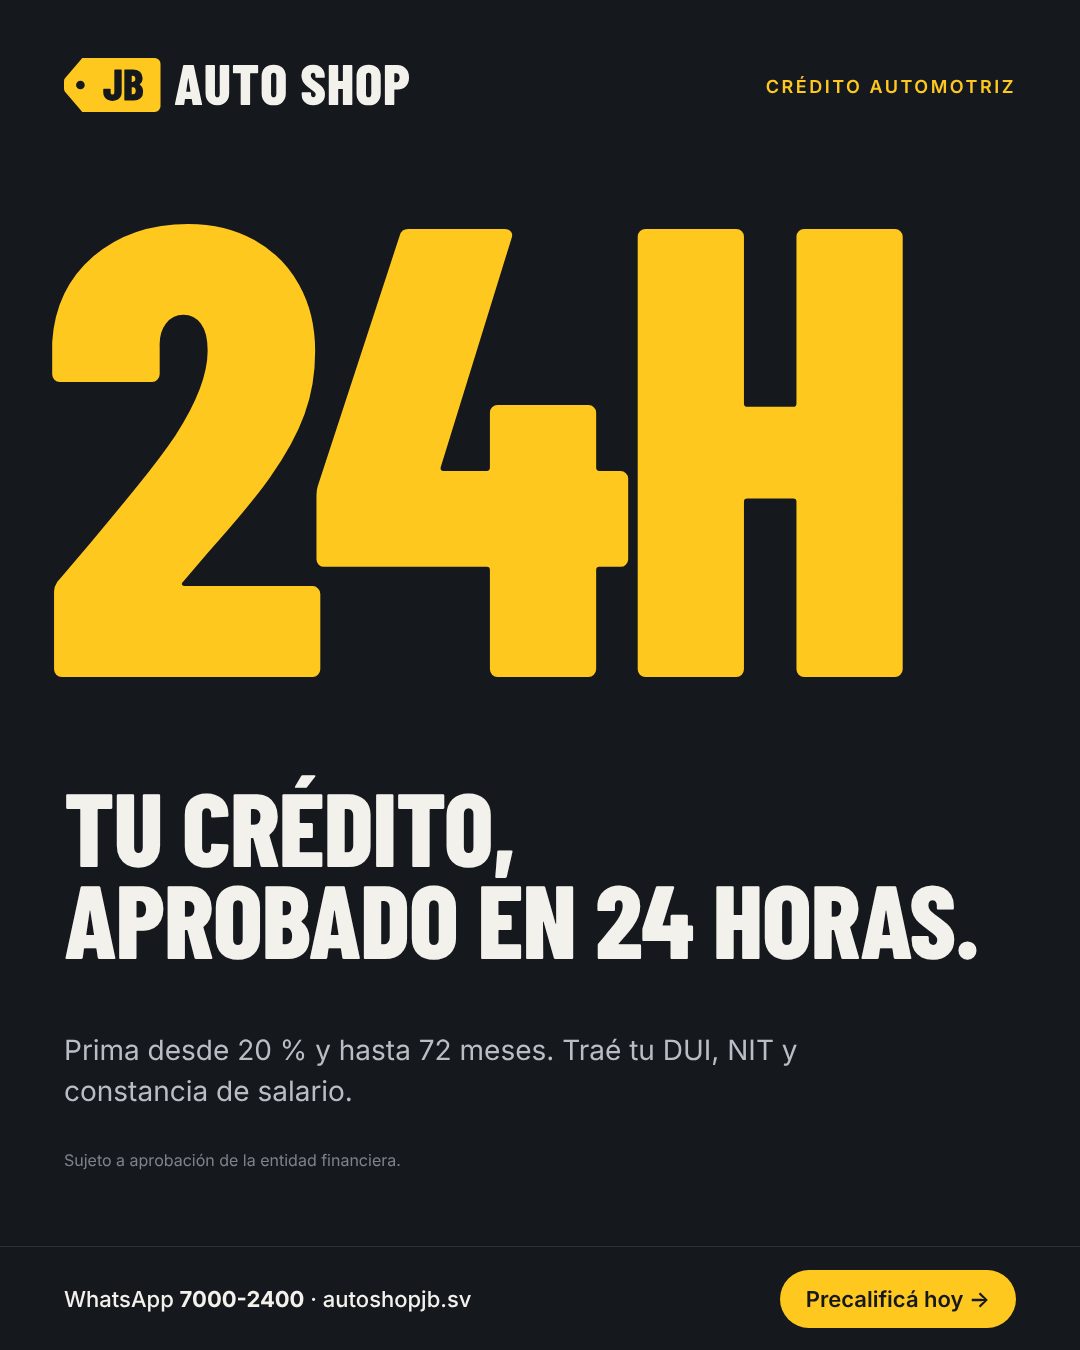 JB AUTO SHOP
CRÉDITO AUTOMOTRIZ
24H
TU CRÉDITO,
APROBADO EN 24 HORAS.
Prima desde 20 % y hasta 72 meses. Traé tu DUI, NIT y
constancia de salario.
Sujeto a aprobación de la entidad financiera.
WhatsApp 7000-2400 · autoshopjb.sv
Precalificá hoy →